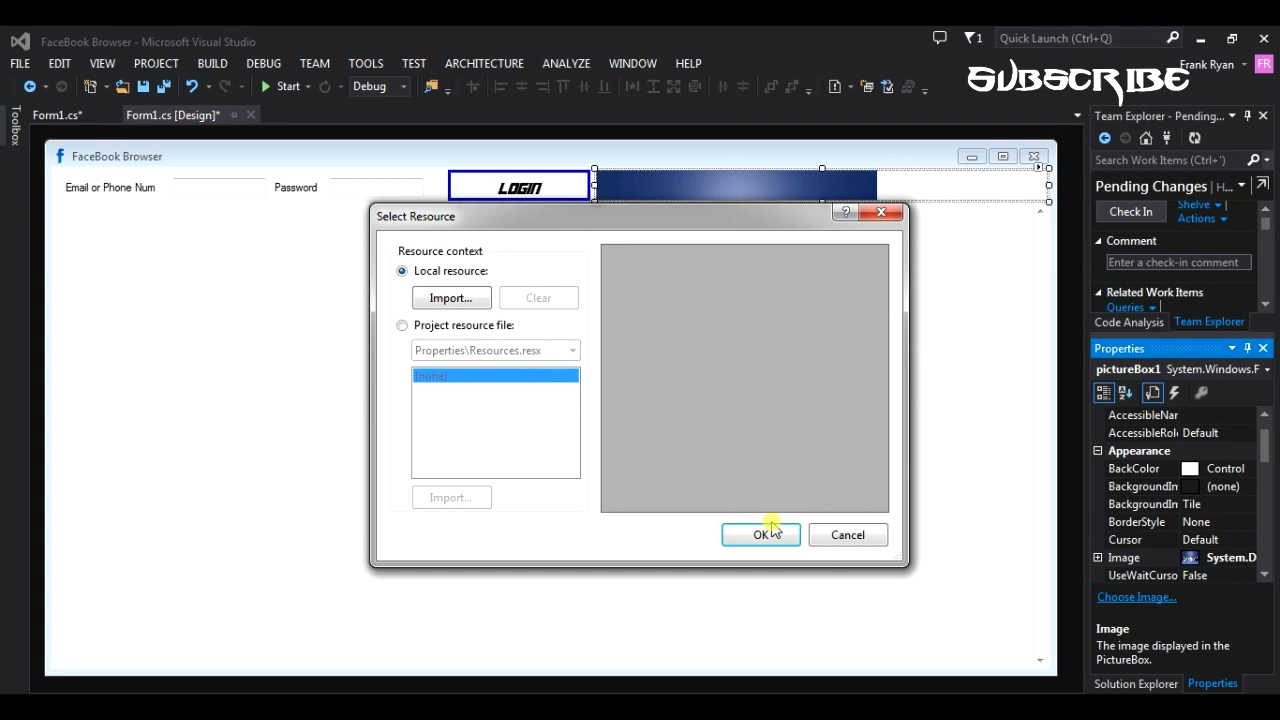 FaceBook Browser - Microsoft Visual Studio
1
Quick Launch (Ctrl+Q)
FILE EDIT VIEW PROJECT BUILD DEBUG TEAM TOOLS TEST ARCHITECTURE ANALYZE WINDOW HELP
Frank Ryan
FR
SUBSCRIBE
Start
Debug
Toolbox
Form1.cs*
Form1.cs [Design]*
Team Explorer - Pending...
FaceBook Browser
Search Work Items (Ctrl+')
Email or Phone Num
Password
LOGIN
Pending Changes | H...
Check In
Shelve
Actions
Select Resource
Resource context
Local resource:
Import...
Clear
Project resource file:
Properties\Resources.resx
(none)
Import...
OK
Cancel
Comment
Enter a check-in comment
Related Work Items
Queries
Code Analysis
Team Explorer
Properties
pictureBox1 System.Windows.F
AccessibleNar
AccessibleRole Default
Appearance
BackColor Control
BackgroundIn (none)
BackgroundIn Tile
BorderStyle None
Cursor Default
Image System.D
UseWaitCurso False
Choose Image...
Image
The image displayed in the
PictureBox.
Solution Explorer
Properties